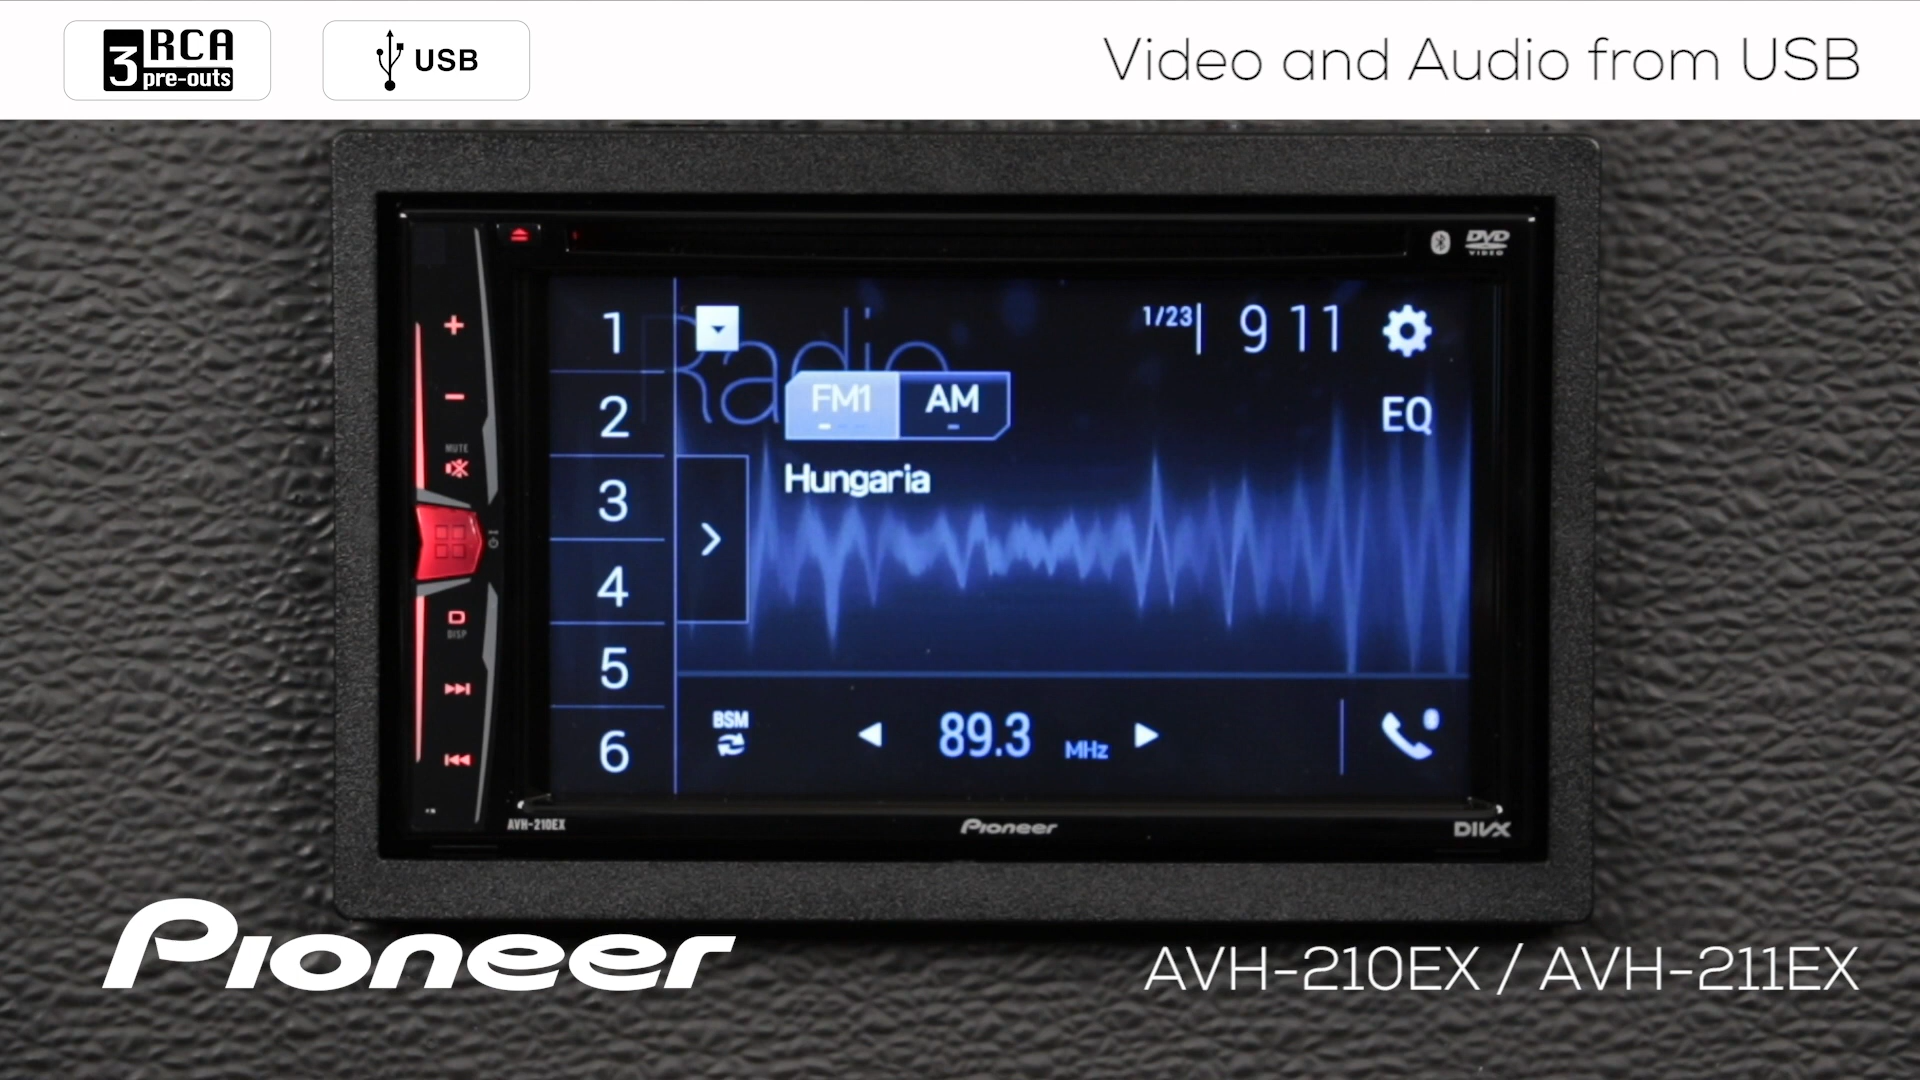 3 RCA
pre-outs
USB
Video and Audio from USB
DVD
VIDEO
MUTE
DISP
1
2
3
4
5
6
Radio
1/23
9 11
FM1
AM
EQ
Hungaria
BSM
89.3 MHz
AVH-210EX
Pioneer
DIVX
Pioneer
AVH-210EX / AVH-211EX